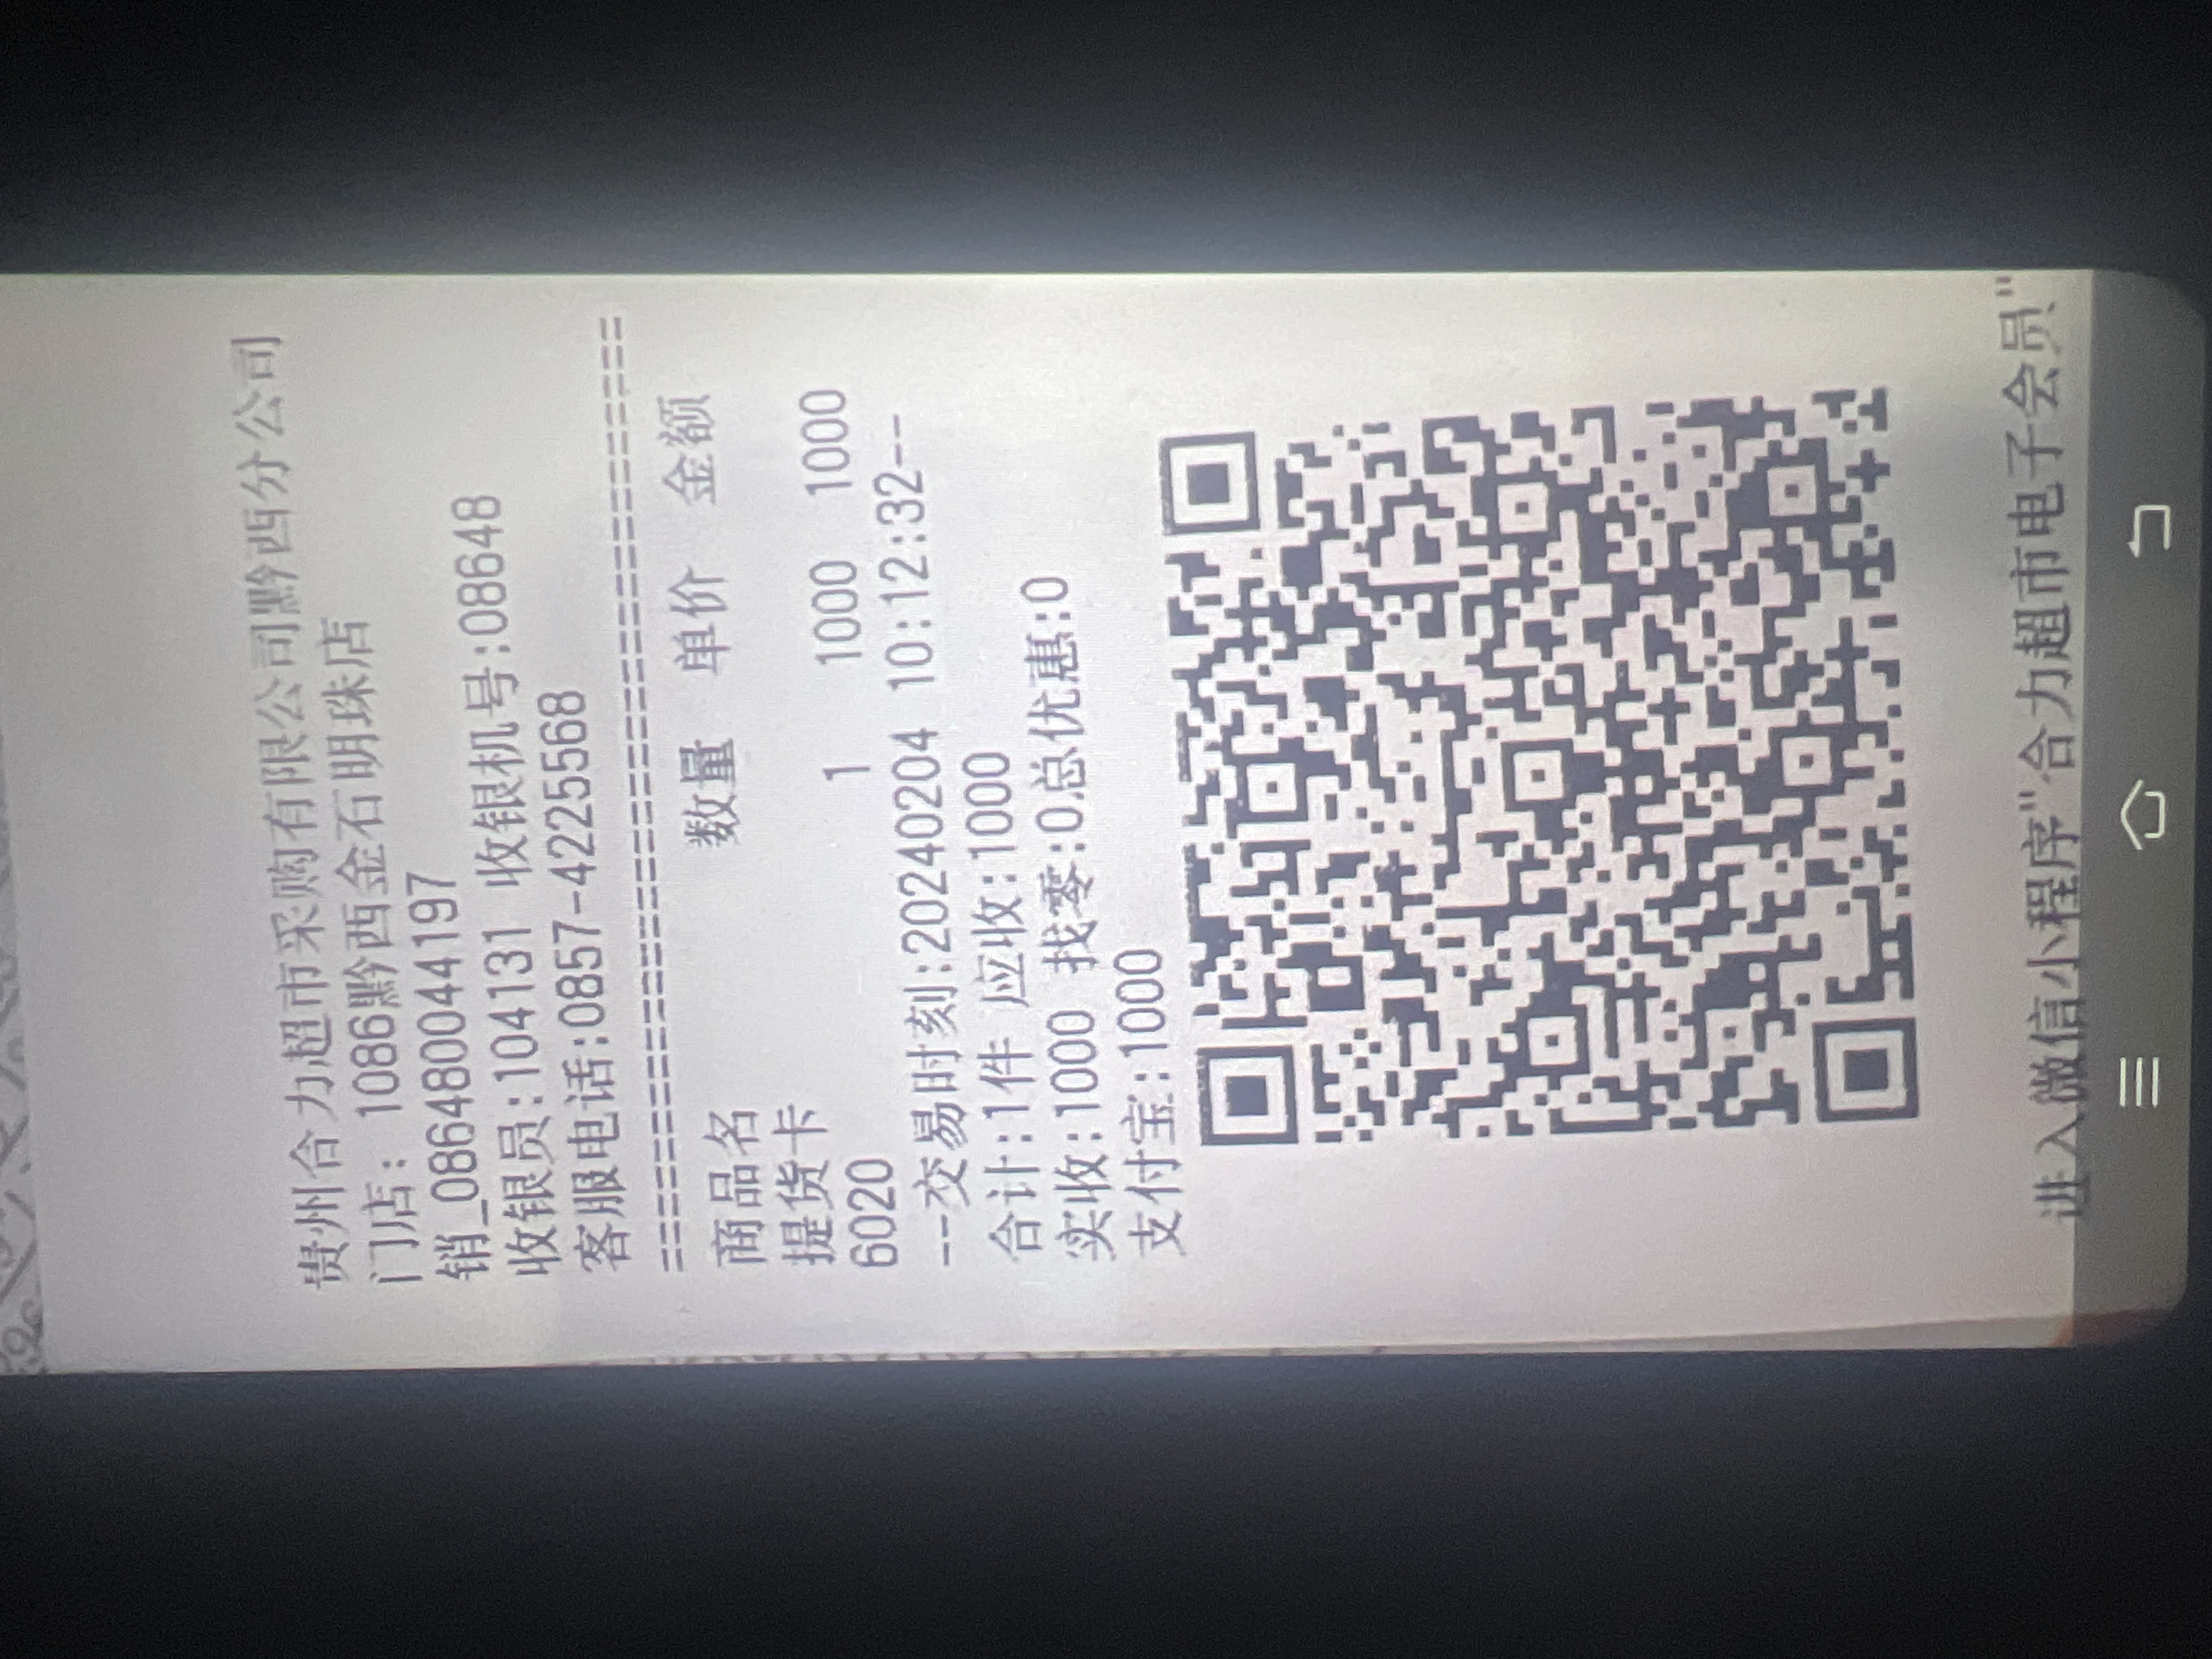 贵州合力超市采购有限公司黔西分公司
门店: 1086黔西金石明珠店
销_086480044197
收银员:104131 收银机号:08648
客服电话:0857-4225568
商品名 数量 单价 金额
提货卡
6020 1 1000 1000
--交易时刻:20240204 10:12:32--
合计:1件 应收:1000
实收:1000 找零:0总优惠:0
支付宝:1000
进入微信小程序"合力超市电子会员"